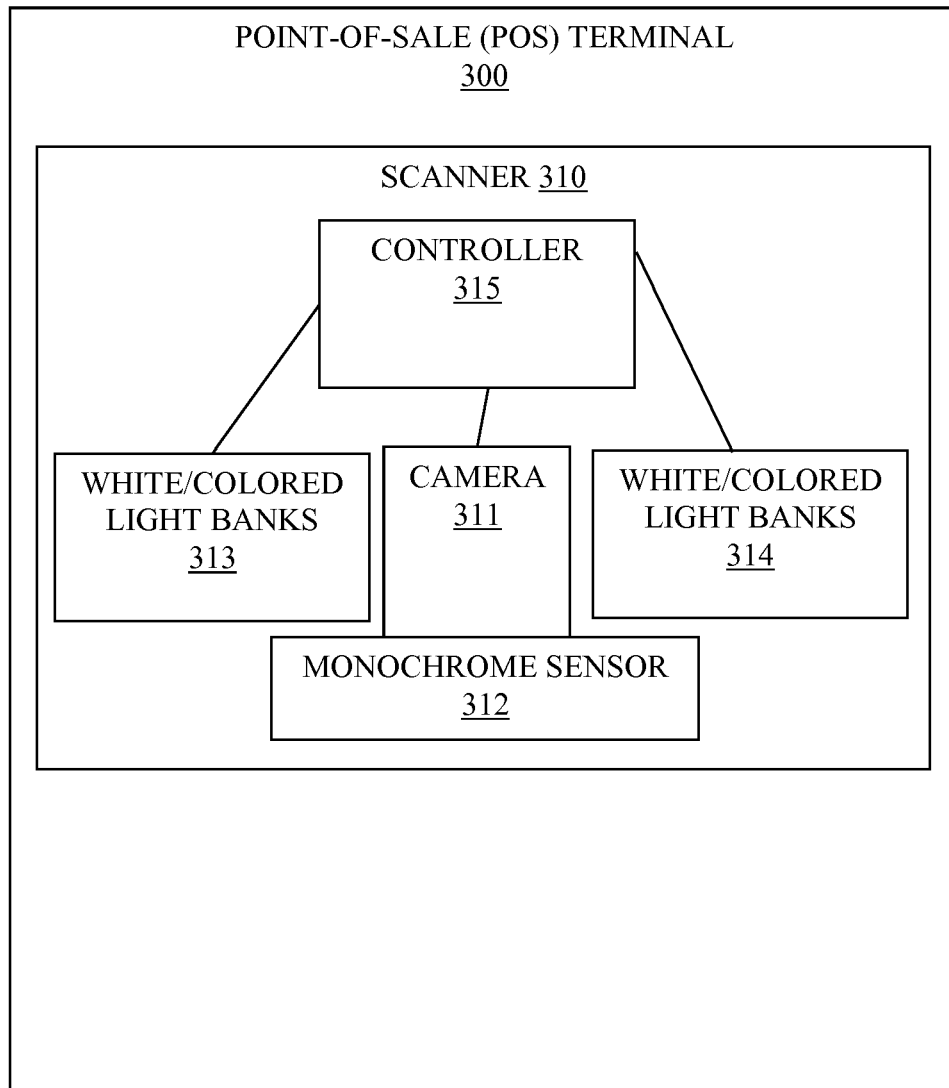 POINT-OF-SALE (POS) TERMINAL
300
SCANNER 310
CONTROLLER
315
WHITE/COLORED
LIGHT BANKS
313
CAMERA
311
WHITE/COLORED
LIGHT BANKS
314
MONOCHROME SENSOR
312